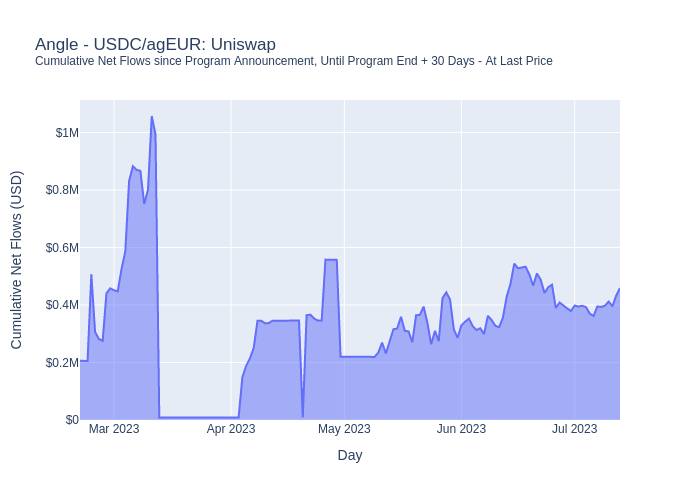 Angle - USDC/agEUR: Uniswap
Cumulative Net Flows since Program Announcement, Until Program End + 30 Days - At Last Price
Cumulative Net Flows (USD)
$1M
$0.8M
$0.6M
$0.4M
$0.2M
$0
Mar 2023 Apr 2023 May 2023 Jun 2023 Jul 2023
Day